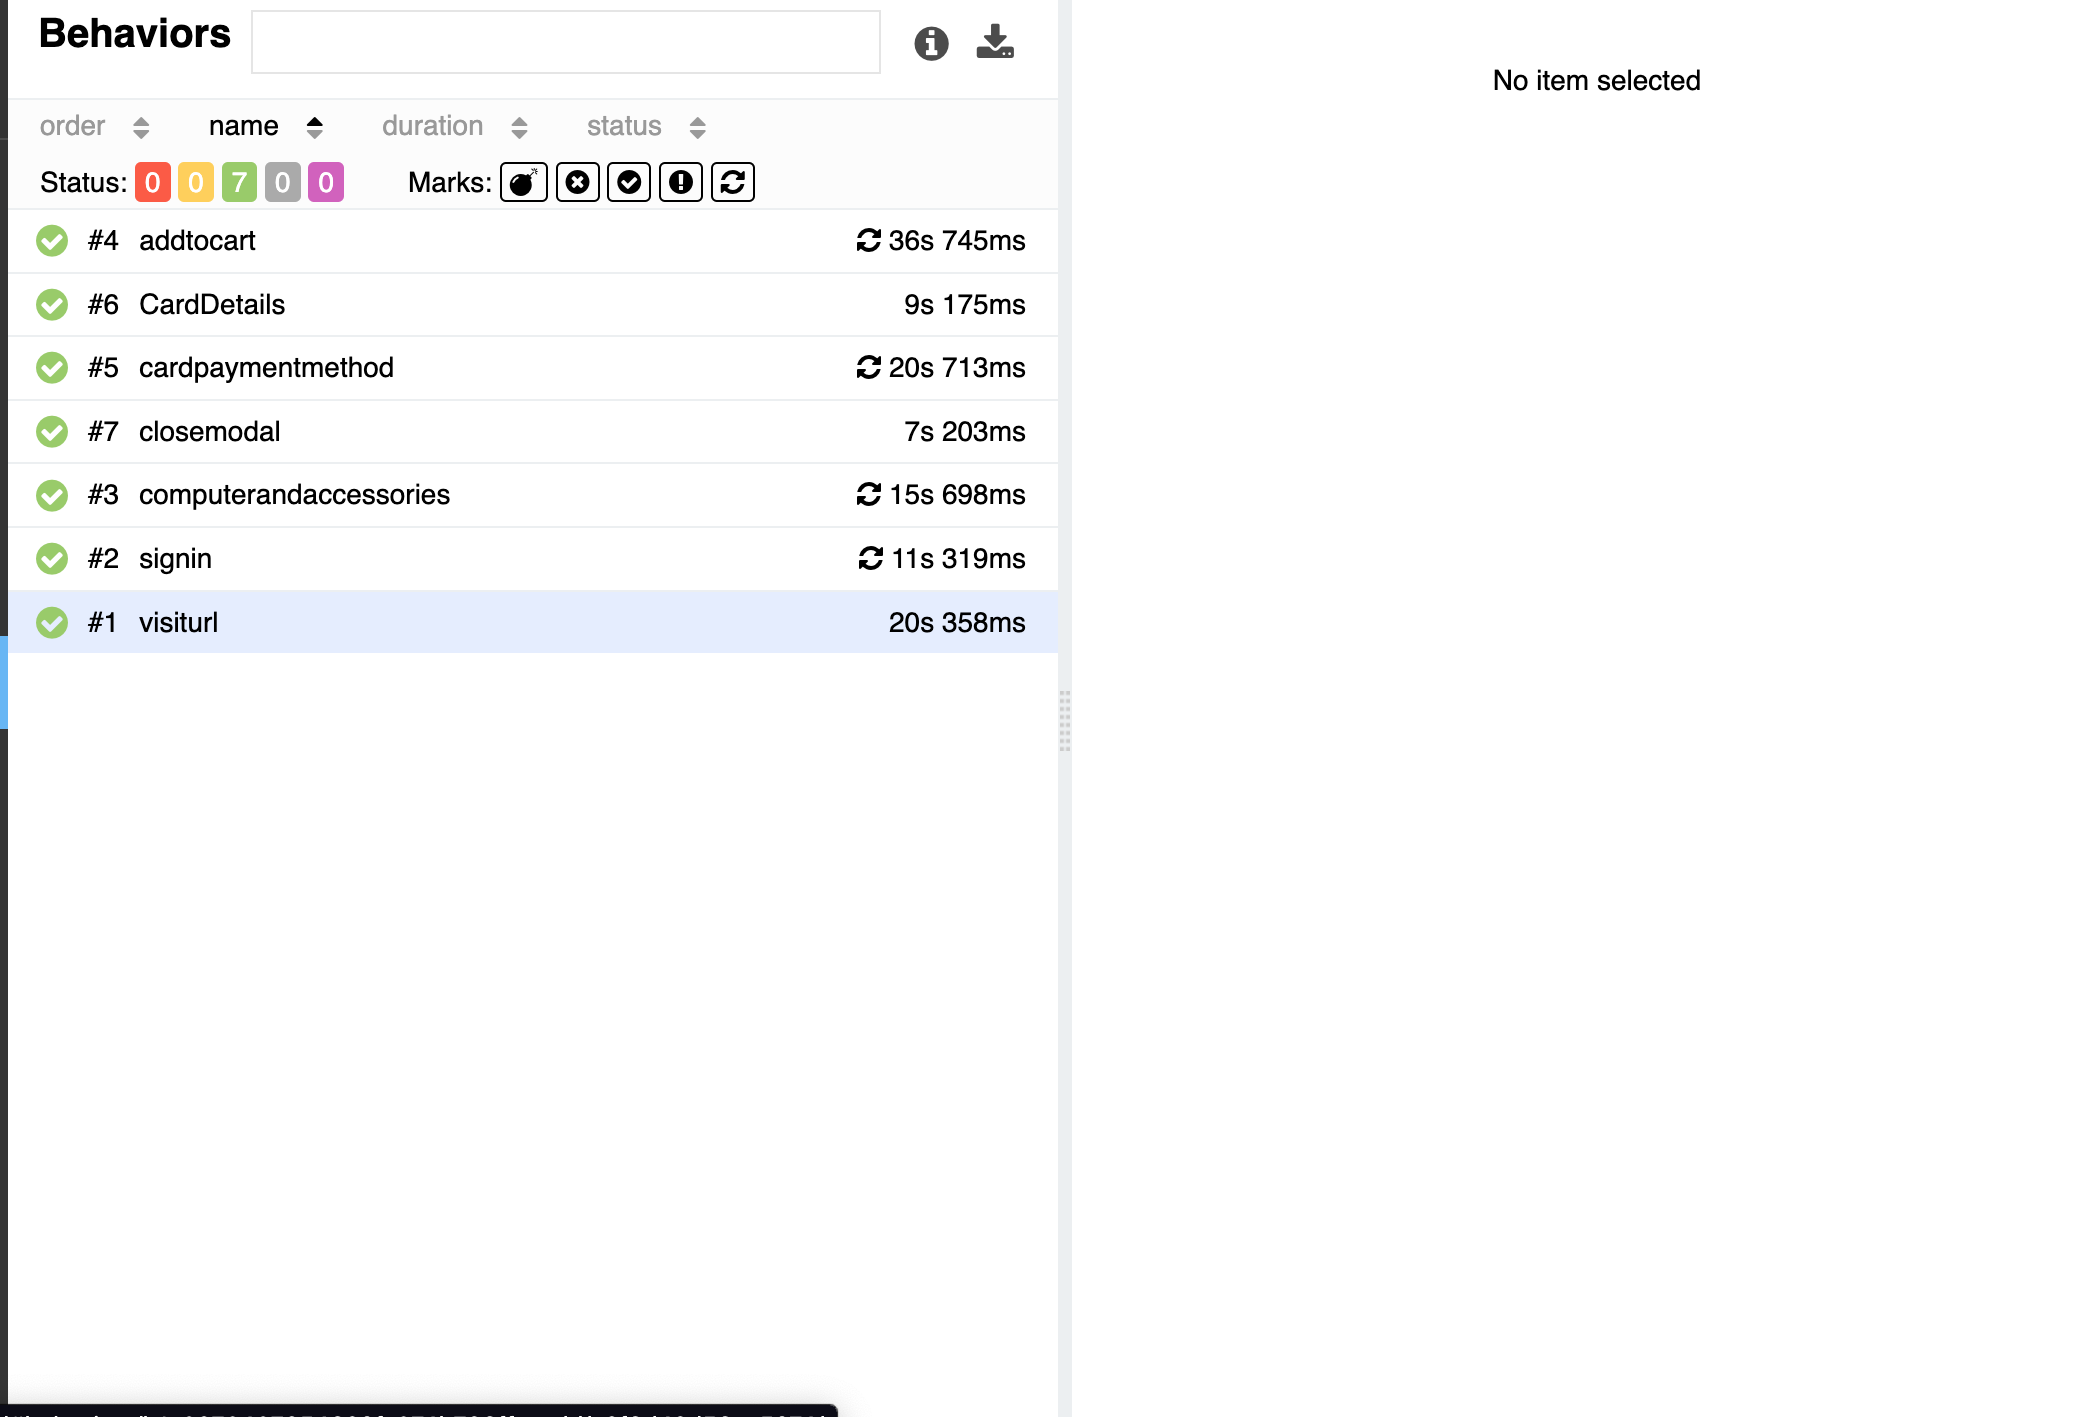 Behaviors
No item selected
order name duration status
Status: 0 0 7 0 0 Marks:
#4 addtocart 36s 745ms
#6 CardDetails 9s 175ms
#5 cardpaymentmethod 20s 713ms
#7 closemodal 7s 203ms
#3 computerandaccessories 15s 698ms
#2 signin 11s 319ms
#1 visiturl 20s 358ms